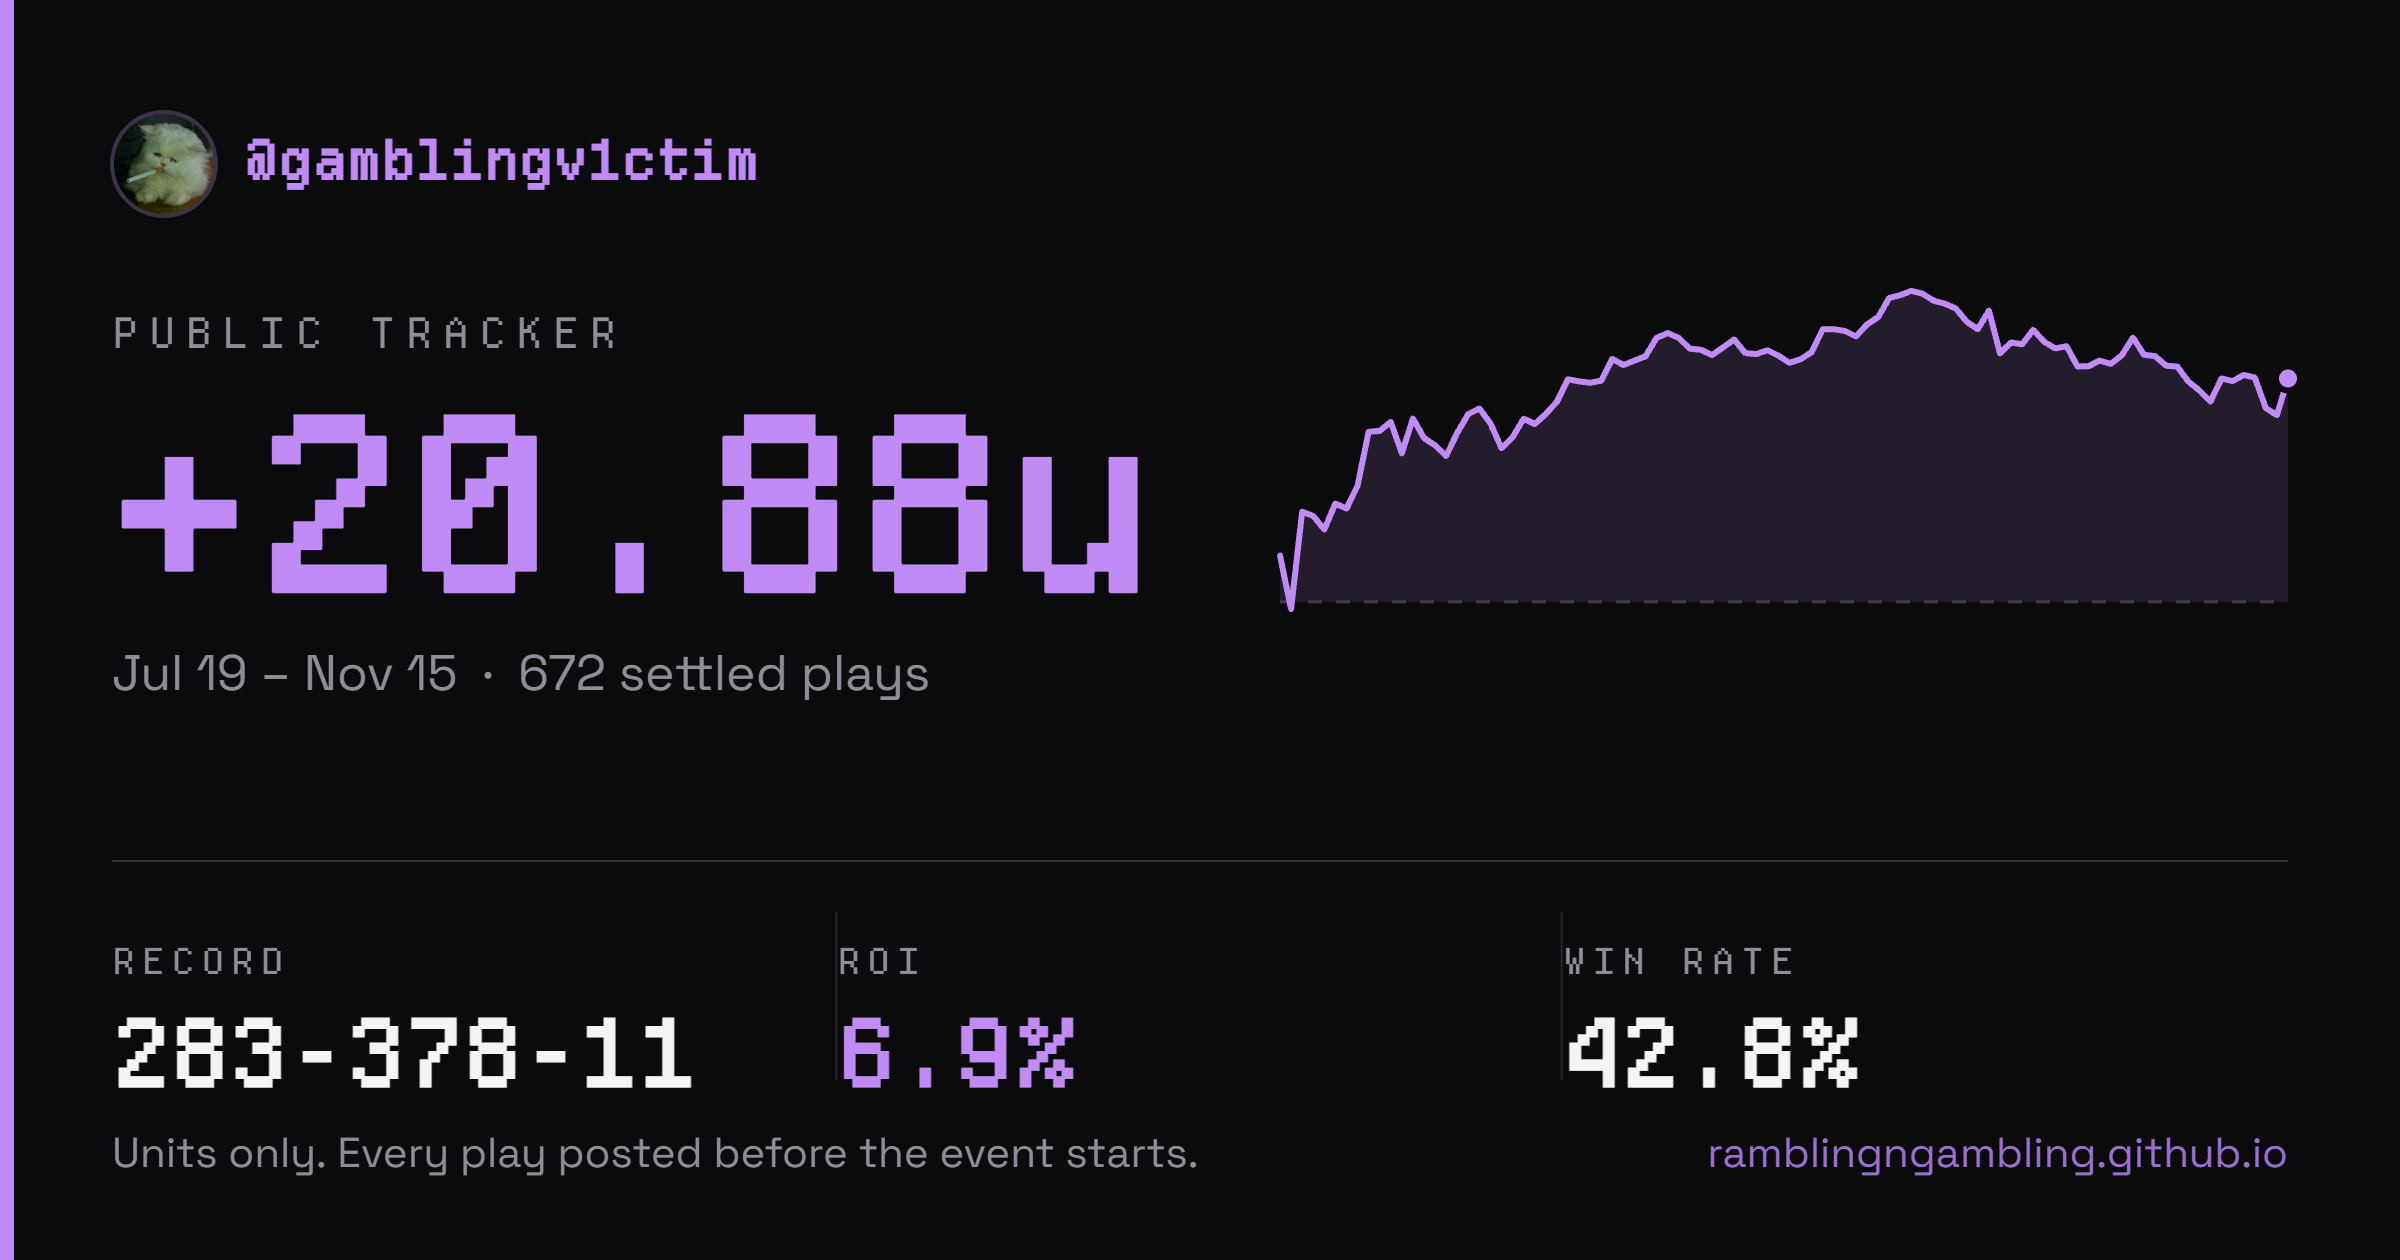 @gamblingv1ctim
PUBLIC TRACKER
+20.88u
Jul 19 – Nov 15 · 672 settled plays
RECORD
283-378-11
ROI
6.9%
WIN RATE
42.8%
Units only. Every play posted before the event starts.
ramblingngambling.github.io